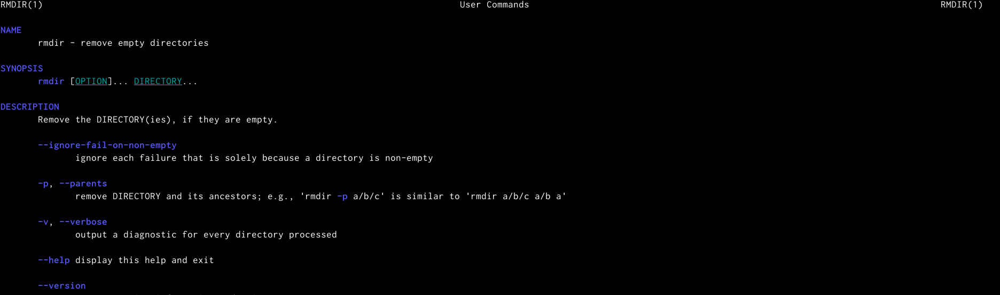 RMDIR(1) User Commands RMDIR(1)
NAME
rmdir - remove empty directories
SYNOPSIS
rmdir [OPTION]... DIRECTORY...
DESCRIPTION
Remove the DIRECTORY(ies), if they are empty.
--ignore-fail-on-non-empty
ignore each failure that is solely because a directory is non-empty
-p, --parents
remove DIRECTORY and its ancestors; e.g., 'rmdir -p a/b/c' is similar to 'rmdir a/b/c a/b a'
-v, --verbose
output a diagnostic for every directory processed
--help display this help and exit
--version